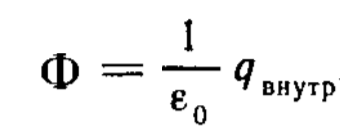 Ф = 1/ε₀ q внутр